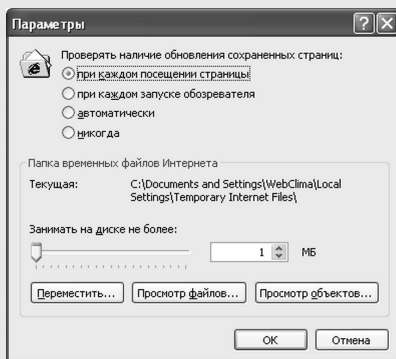 Параметры
Проверять наличие обновления сохраненных страниц:
при каждом посещении страницы
при каждом запуске обозревателя
автоматически
никогда
Папка временных файлов Интернета
Текущая: C:\Documents and Settings\WebClima\Local
Settings\Temporary Internet Files\
Занимать на диске не более:
1 МБ
Переместить... Просмотр файлов... Просмотр объектов...
OK Отмена